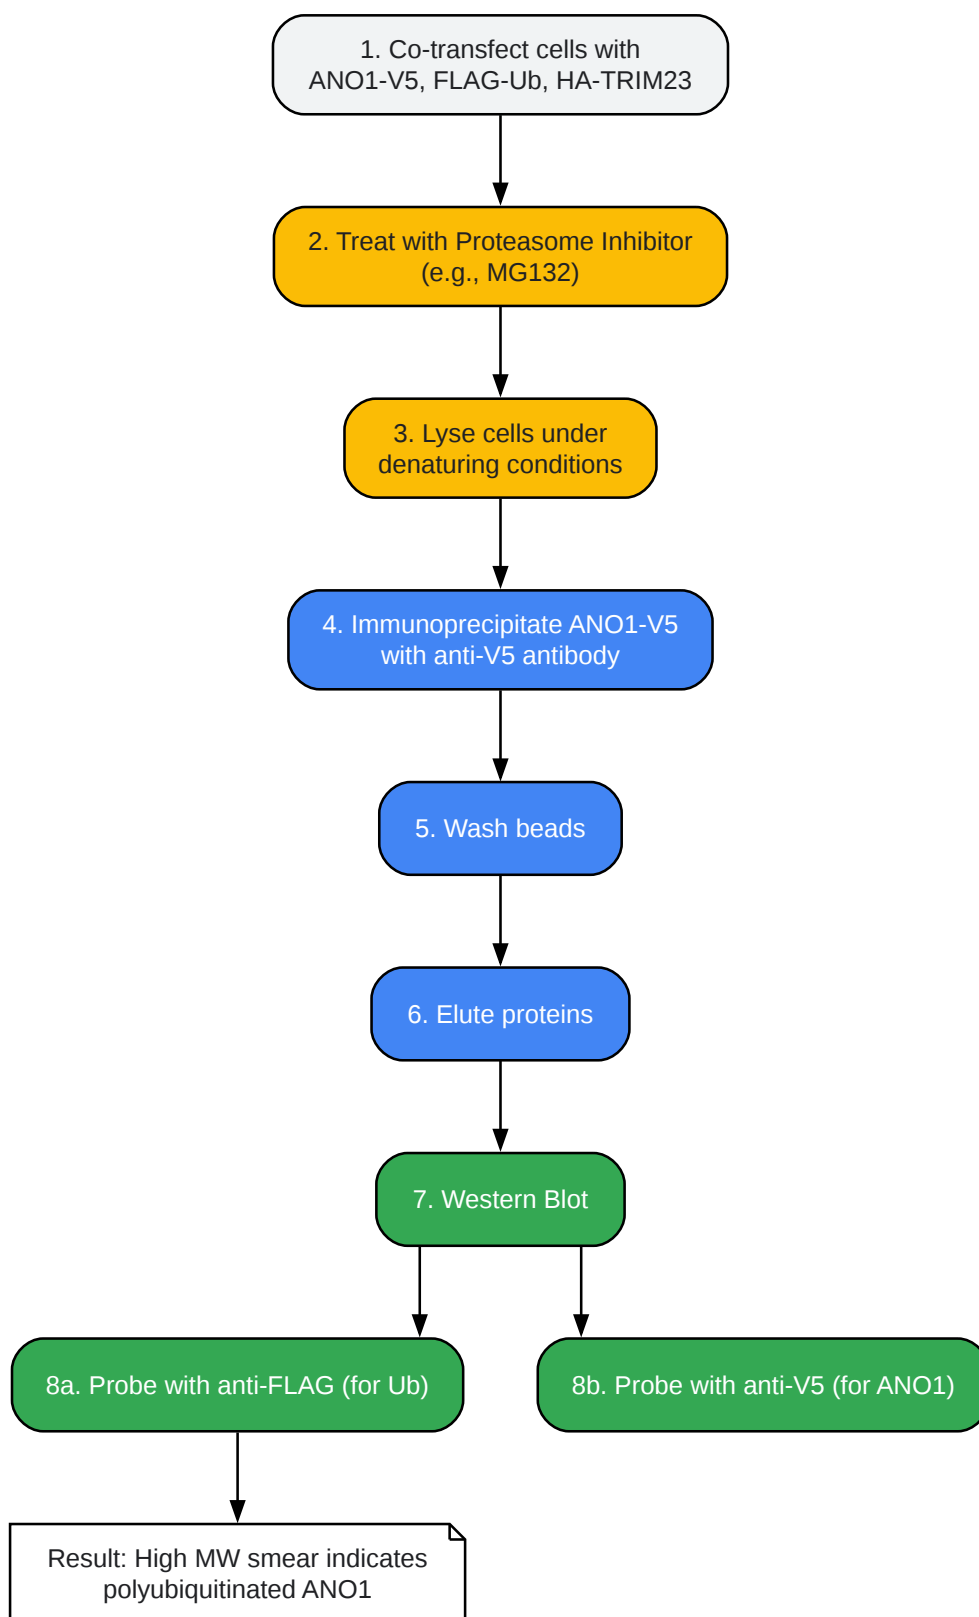 1. Co-transfect cells with
ANO1-V5, FLAG-Ub, HA-TRIM23
2. Treat with Proteasome Inhibitor
(e.g., MG132)
3. Lyse cells under
denaturing conditions
4. Immunoprecipitate ANO1-V5
with anti-V5 antibody
5. Wash beads
6. Elute proteins
7. Western Blot
8a. Probe with anti-FLAG (for Ub)
8b. Probe with anti-V5 (for ANO1)
Result: High MW smear indicates
polyubiquitinated ANO1